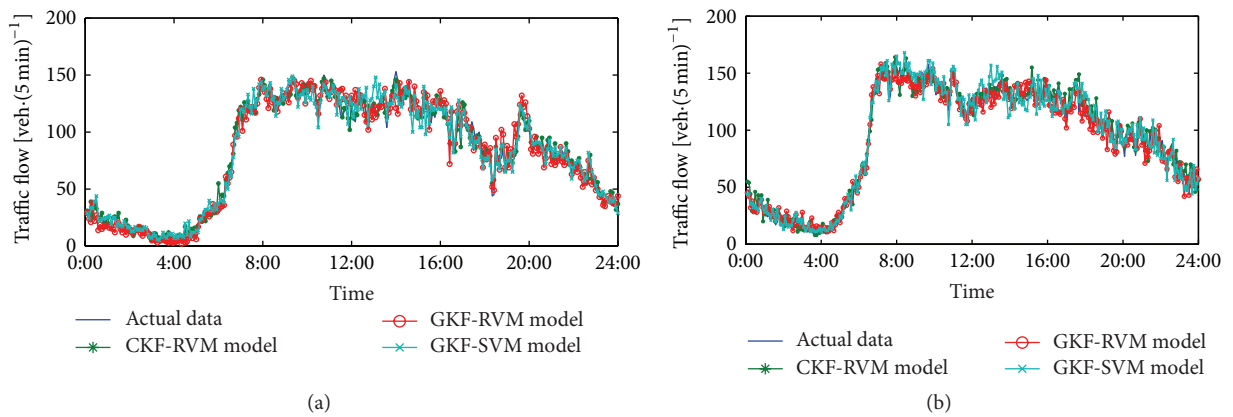 200
150
100
50
0
Traffic flow [veh·(5 min)⁻¹]
0:00 4:00 8:00 12:00 16:00 20:00 24:00
Time
Actual data
CKF-RVM model
GKF-RVM model
GKF-SVM model
(a)
200
150
100
50
0
Traffic flow [veh·(5 min)⁻¹]
0:00 4:00 8:00 12:00 16:00 20:00 24:00
Time
Actual data
CKF-RVM model
GKF-RVM model
GKF-SVM model
(b)